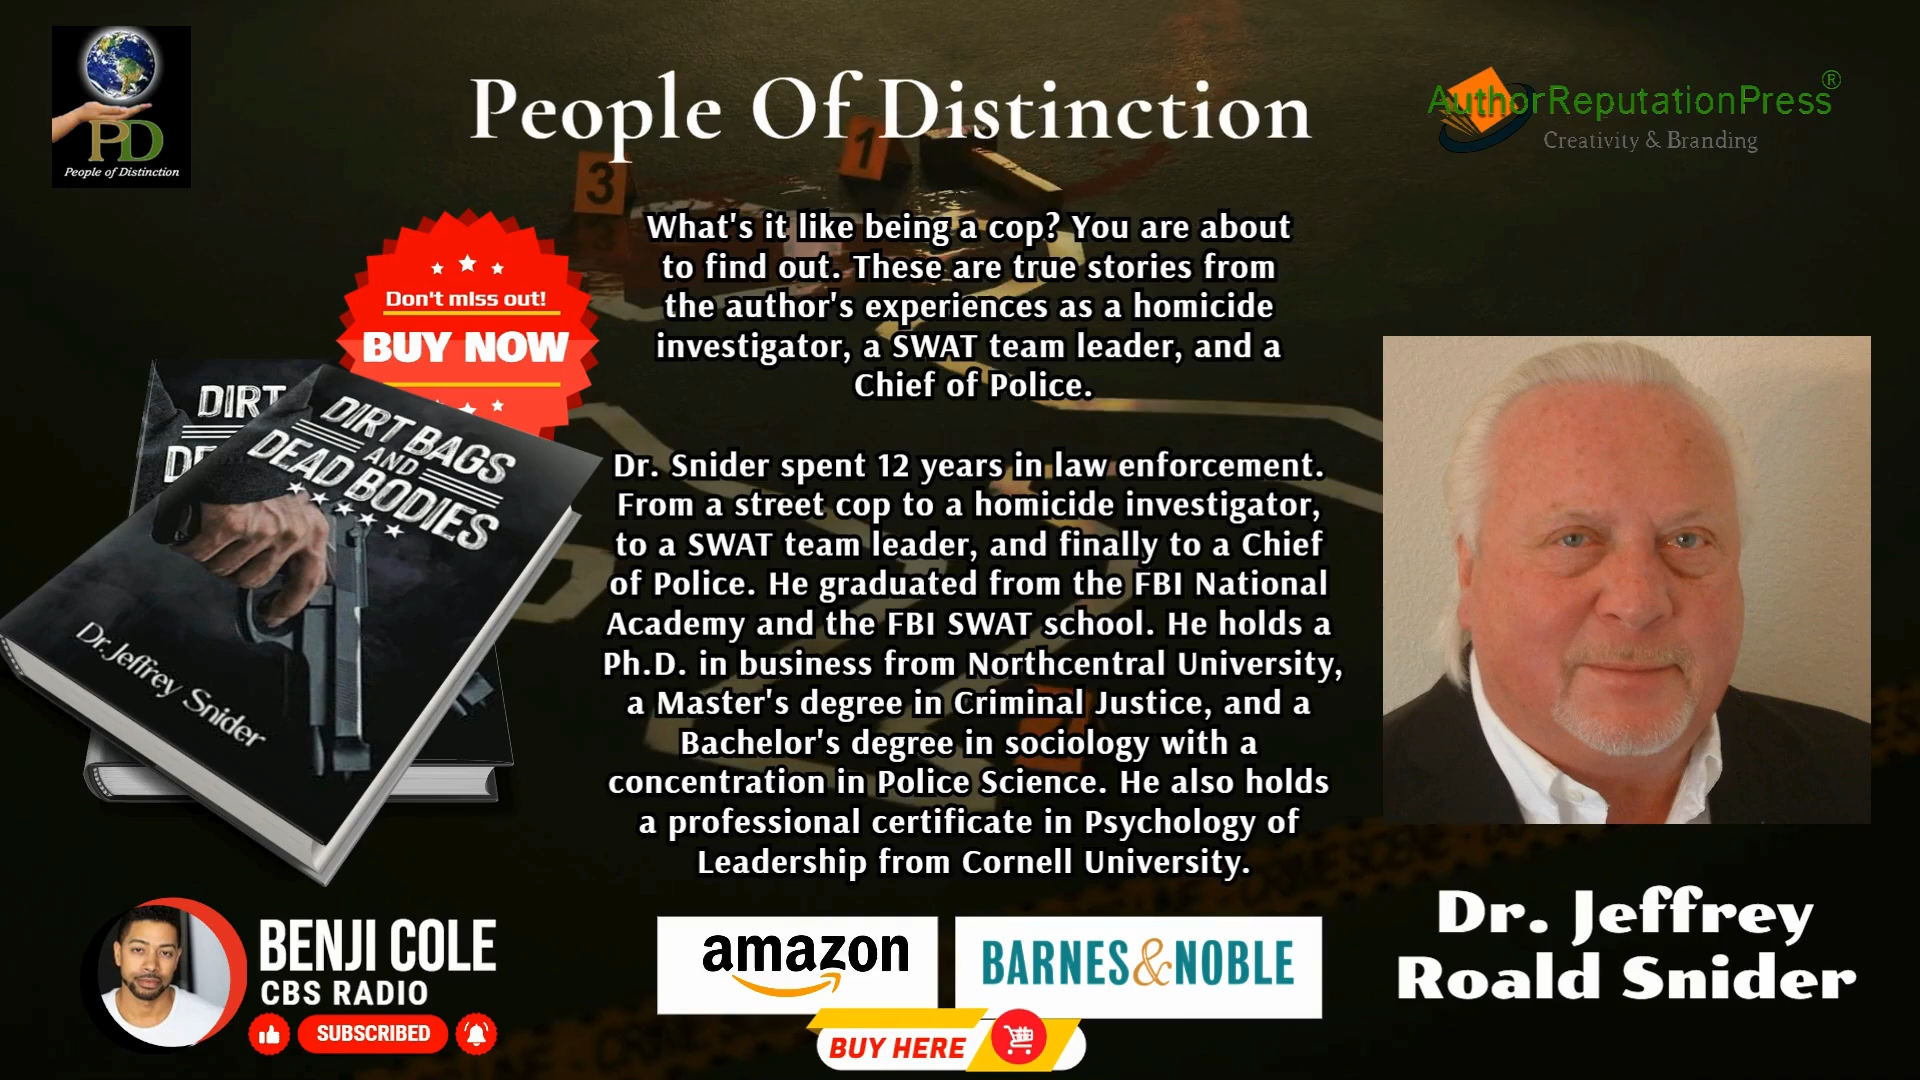 PD
People of Distinction
People Of Distinction
AuthorReputationPress®
Creativity & Branding
3
1
What's it like being a cop? You are about
to find out. These are true stories from
the author's experiences as a homicide
investigator, a SWAT team leader, and a
Chief of Police.
Don't miss out!
BUY NOW
DIRT
DE
DIRT BAGS
AND
DEAD BODIES
Dr. Jeffrey Snider
Dr. Snider spent 12 years in law enforcement.
From a street cop to a homicide investigator,
to a SWAT team leader, and finally to a Chief
of Police. He graduated from the FBI National
Academy and the FBI SWAT school. He holds a
Ph.D. in business from Northcentral University,
a Master's degree in Criminal Justice, and a
Bachelor's degree in sociology with a
concentration in Police Science. He also holds
a professional certificate in Psychology of
Leadership from Cornell University.
Dr. Jeffrey
Roald Snider
BENJI COLE
CBS RADIO
SUBSCRIBED
amazon
BARNES&NOBLE
BUY HERE